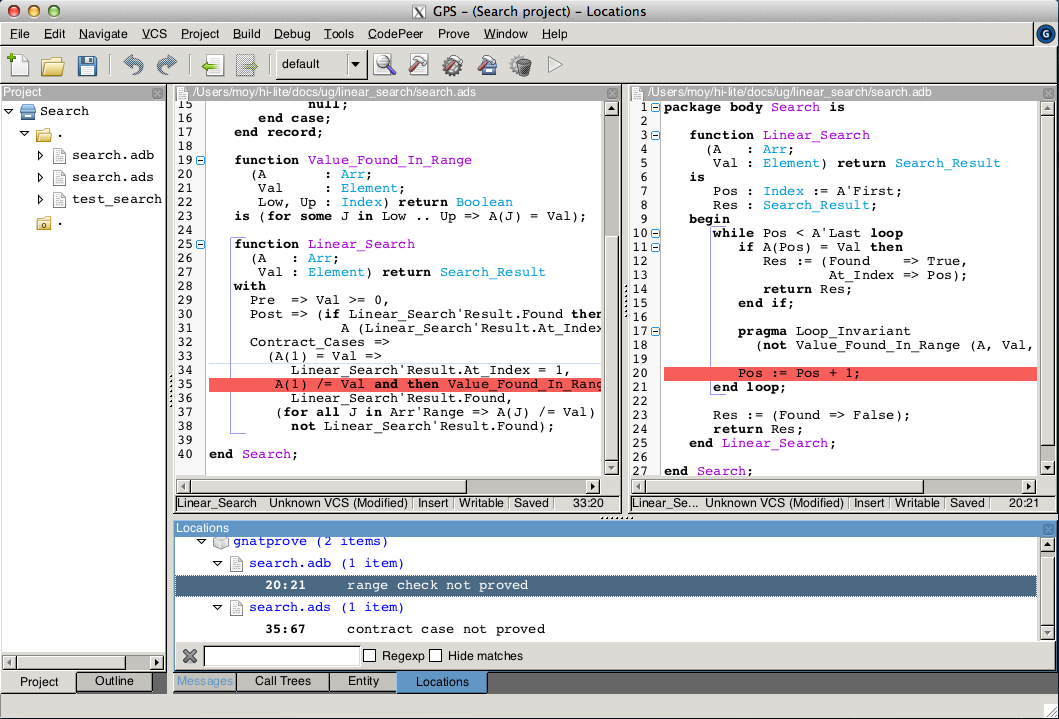 GPS - (Search project) - Locations
File Edit Navigate VCS Project Build Debug Tools CodePeer Prove Window Help
default
Project
Search
.
search.adb
search.ads
test_search
.
Project Outline
/Users/moy/hi-lite/docs/ug/linear_search/search.ads
15 null;
16 end case;
17 end record;
18
19 function Value_Found_In_Range
20 (A : Arr;
21 Val : Element;
22 Low, Up : Index) return Boolean
23 is (for some J in Low .. Up => A(J) = Val);
24
25 function Linear_Search
26 (A : Arr;
27 Val : Element) return Search_Result
28 with
29 Pre => Val >= 0,
30 Post => (if Linear_Search'Result.Found then
31 A (Linear_Search'Result.At_Index
32 Contract_Cases =>
33 (A(1) = Val =>
34 Linear_Search'Result.At_Index = 1,
35 A(1) /= Val and then Value_Found_In_Rang
36 Linear_Search'Result.Found,
37 (for all J in Arr'Range => A(J) /= Val)
38 not Linear_Search'Result.Found);
39
40 end Search;
Linear_Search Unknown VCS (Modified) Insert Writable Saved 33:20
/Users/moy/hi-lite/docs/ug/linear_search/search.adb
1 package body Search is
2
3 function Linear_Search
4 (A : Arr;
5 Val : Element) return Search_Result
6 is
7 Pos : Index := A'First;
8 Res : Search_Result;
9 begin
10 while Pos < A'Last loop
11 if A(Pos) = Val then
12 Res := (Found => True,
13 At_Index => Pos);
14 return Res;
15 end if;
16
17 pragma Loop_Invariant
18 (not Value_Found_In_Range (A, Val,
19
20 Pos := Pos + 1;
21 end loop;
22
23 Res := (Found => False);
24 return Res;
25 end Linear_Search;
26
27 end Search;
Linear_Se... Unknown VCS (Modified) Insert Writable Saved 20:21
Locations
gnatprove (2 items)
search.adb (1 item)
20:21 range check not proved
search.ads (1 item)
35:67 contract case not proved
Regexp Hide matches
Messages Call Trees Entity Locations